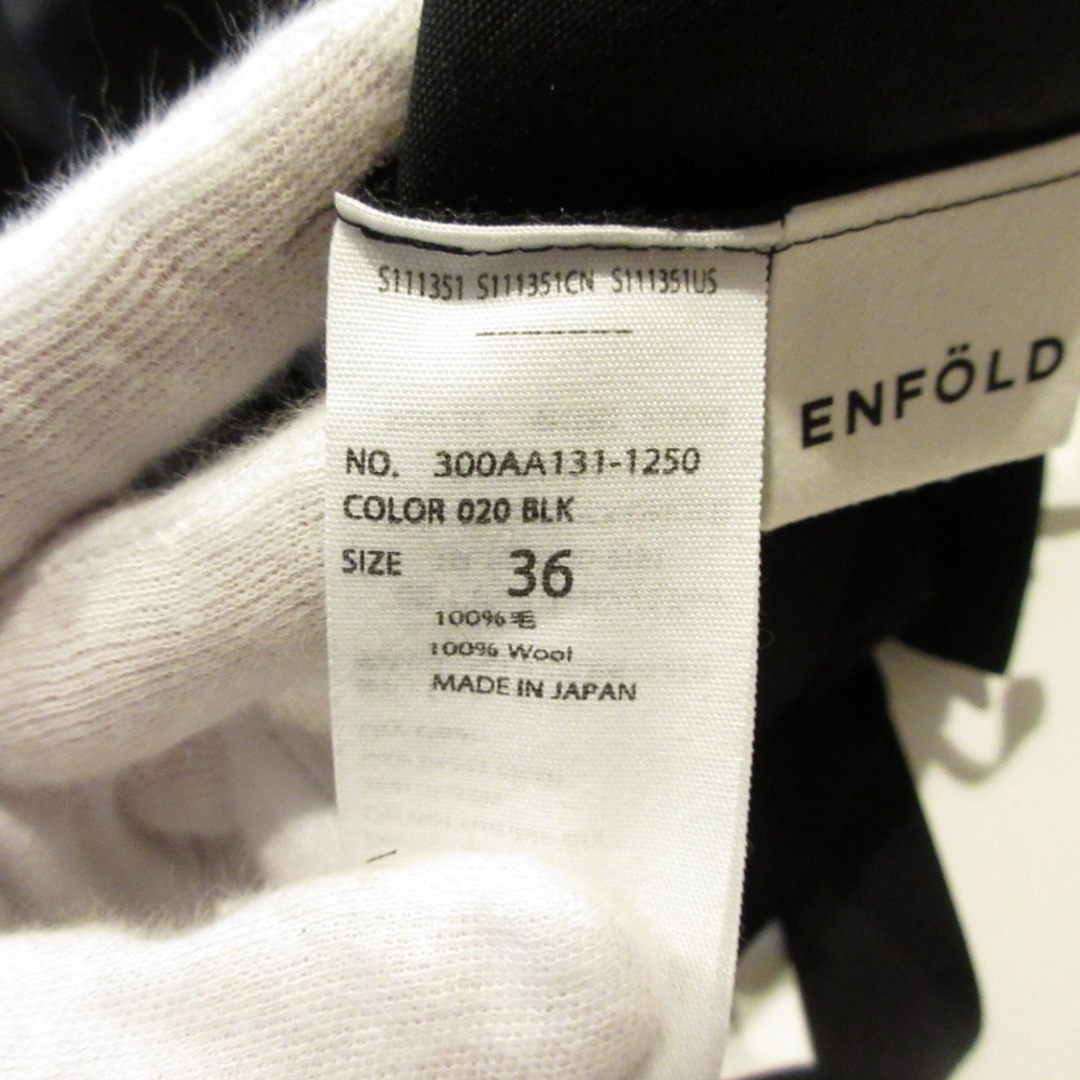 S111351 S111351CN S111351US
NO. 300AA131-1250
COLOR 020 BLK
SIZE 36
100% 毛
100% Wool
MADE IN JAPAN
ENFÖLD